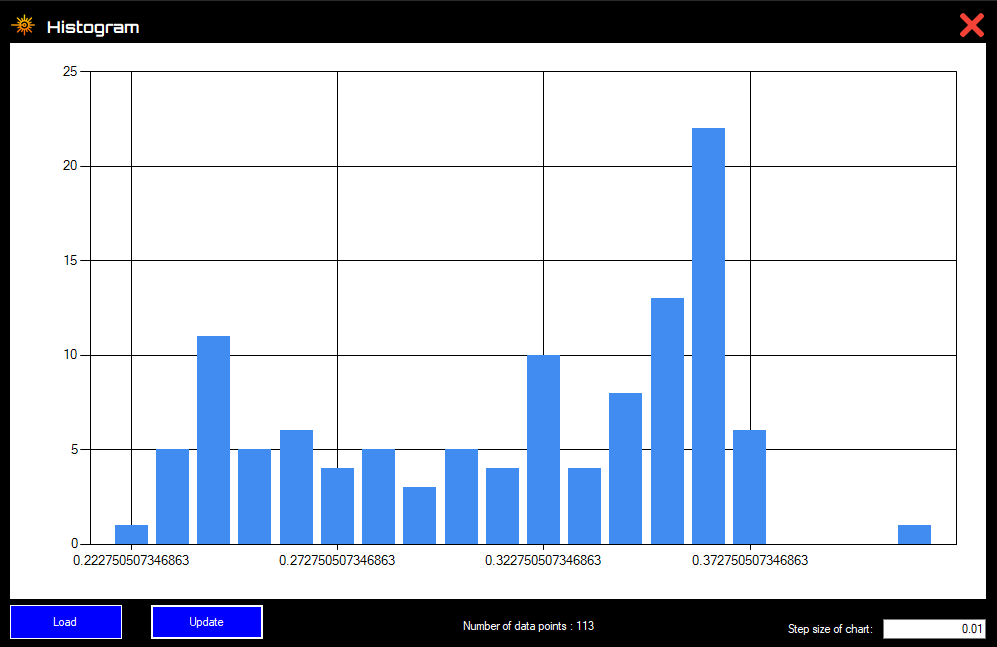 Histogram
25
20
15
10
5
0
0.222750507346863 0.272750507346863 0.322750507346863 0.372750507346863
Load Update Number of data points : 113 Step size of chart: 0.01